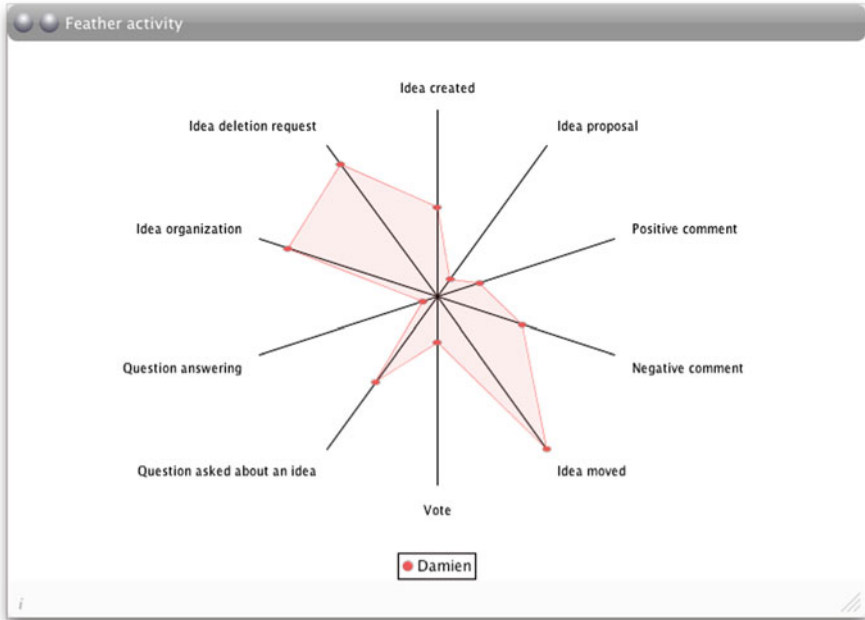 Feather activity
Idea created
Idea deletion request
Idea proposal
Idea organization
Positive comment
Question answering
Negative comment
Question asked about an idea
Idea moved
Vote
Damien
i